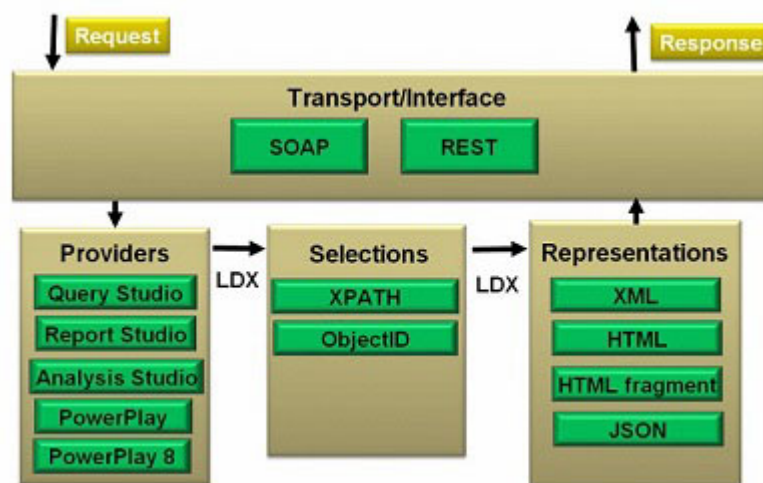 Request
Response
Transport/Interface
SOAP
REST
Providers
Query Studio
Report Studio
Analysis Studio
PowerPlay
PowerPlay 8
LDX
Selections
XPATH
ObjectID
LDX
Representations
XML
HTML
HTML fragment
JSON